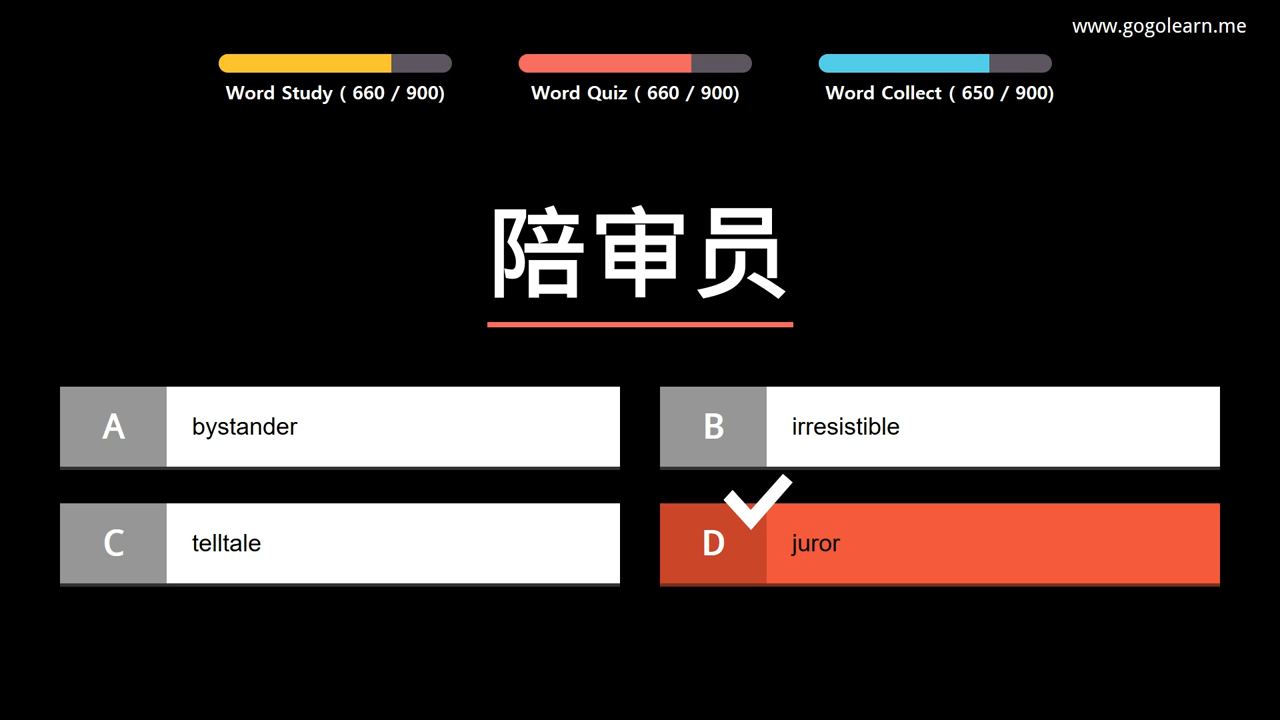 www.gogolearn.me
Word Study ( 660 / 900)
Word Quiz ( 660 / 900)
Word Collect ( 650 / 900)
陪审员
A bystander
B irresistible
C telltale
D juror